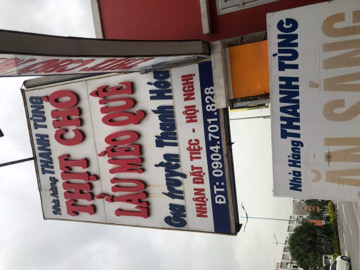 Nhà hàng THANH TÙNG
THỊT CHÓ
LẨU MÈO QUÊ
Gia truyền Thanh Hóa
NHẬN ĐẶT TIỆC - HỘI NGHỊ
ĐT: 0904.701.828
Nhà Hàng THANH TÙNG
ĂN SÁNG